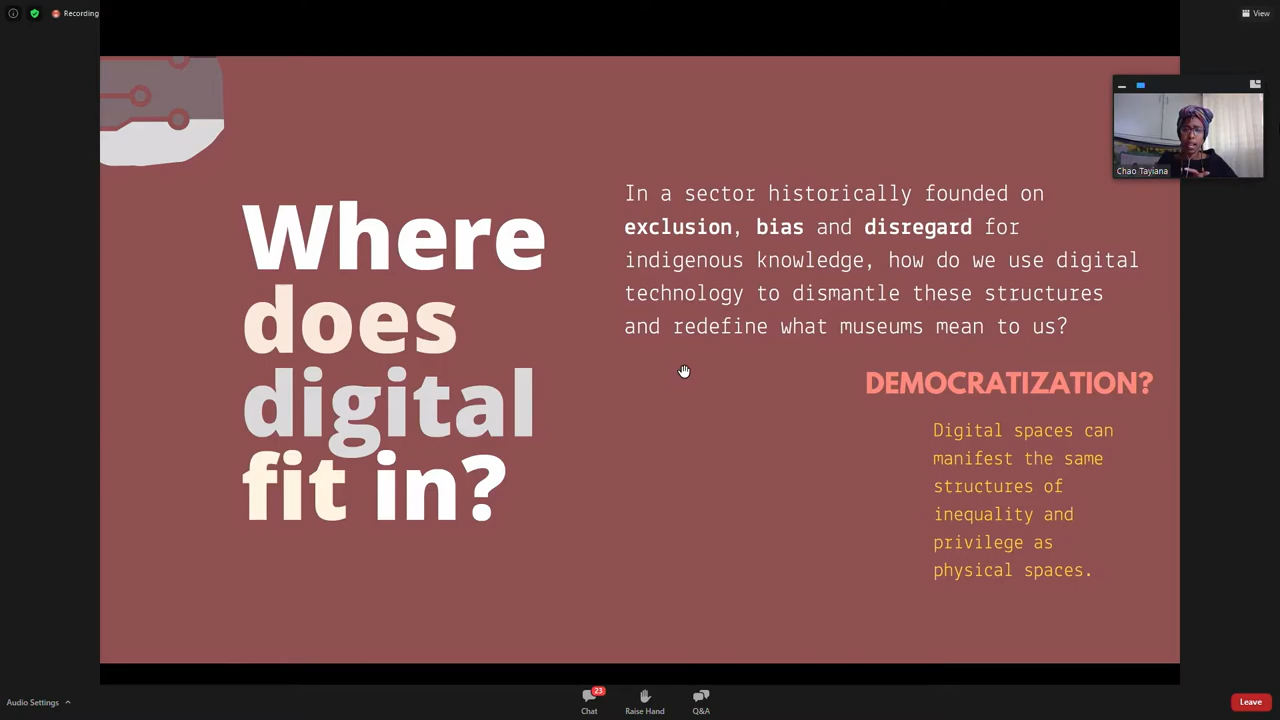 Recording
View
Chao Tayiana
Where
does
digital
fit in?
In a sector historically founded on
exclusion, bias and disregard for
indigenous knowledge, how do we use digital
technology to dismantle these structures
and redefine what museums mean to us?
DEMOCRATIZATION?
Digital spaces can
manifest the same
structures of
inequality and
privilege as
physical spaces.
Audio Settings
23
Chat
Raise Hand
Q&A
Leave